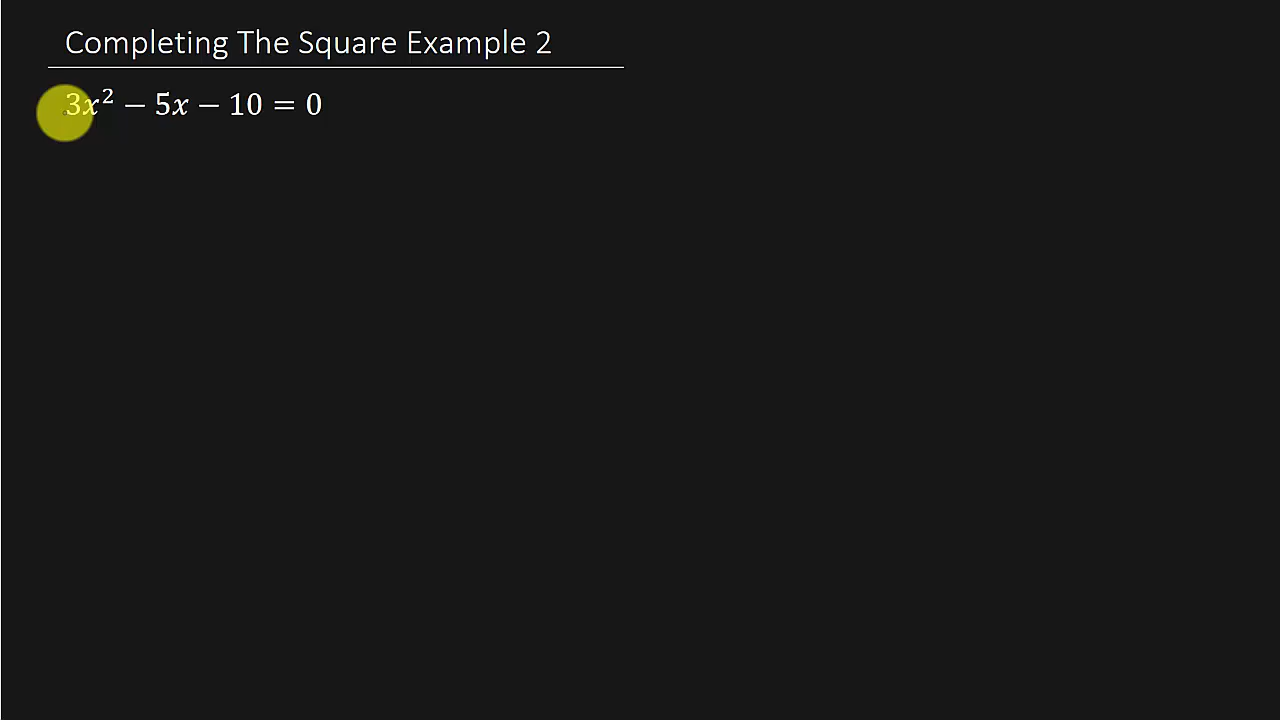 Completing The Square Example 2
3x² − 5x − 10 = 0